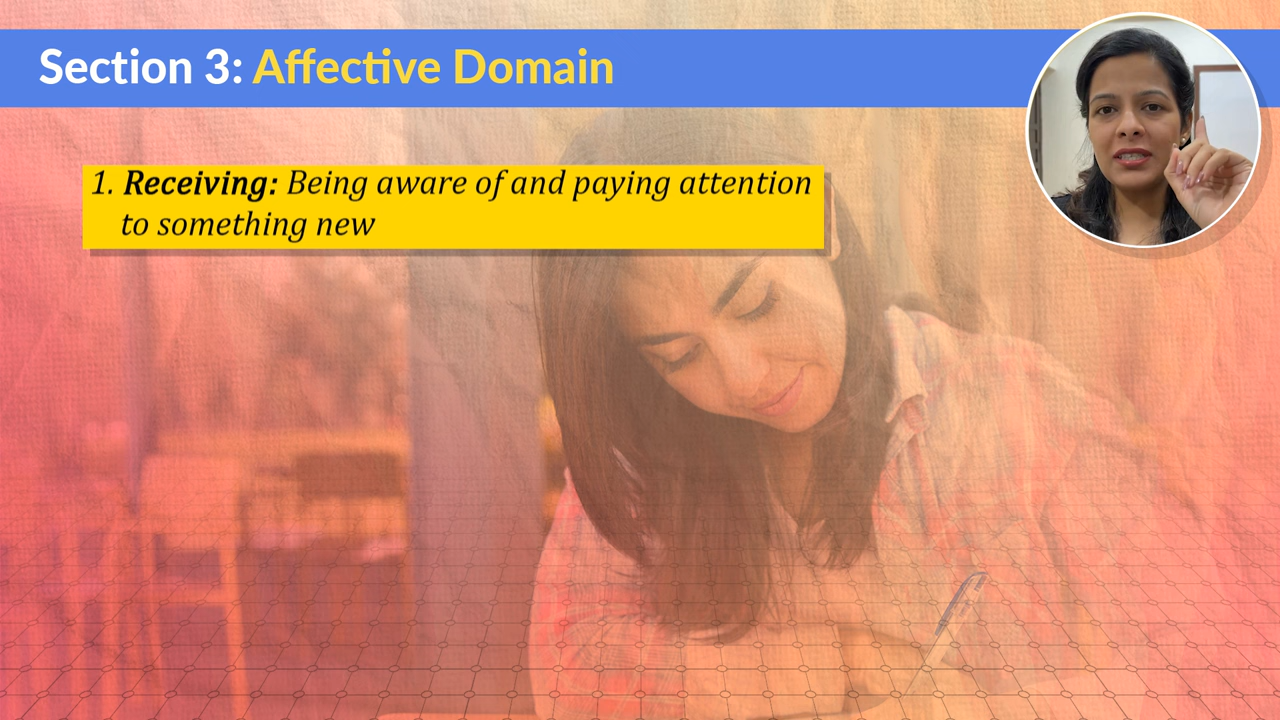 Section 3: Affective Domain
1. Receiving: Being aware of and paying attention
to something new